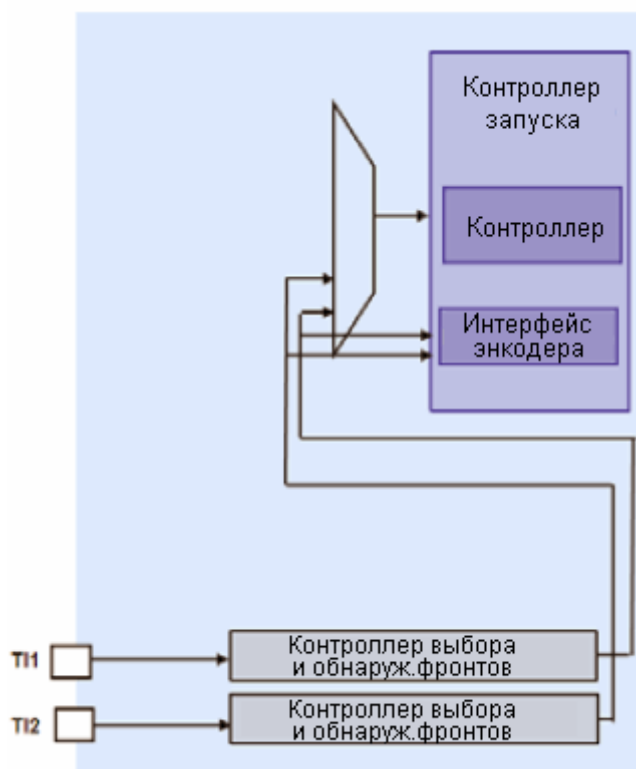 Контроллер
запуска
Контроллер
Интерфейс
энкодера
TI1
Контроллер выбора
и обнаруж.фронтов
TI2
Контроллер выбора
и обнаруж.фронтов